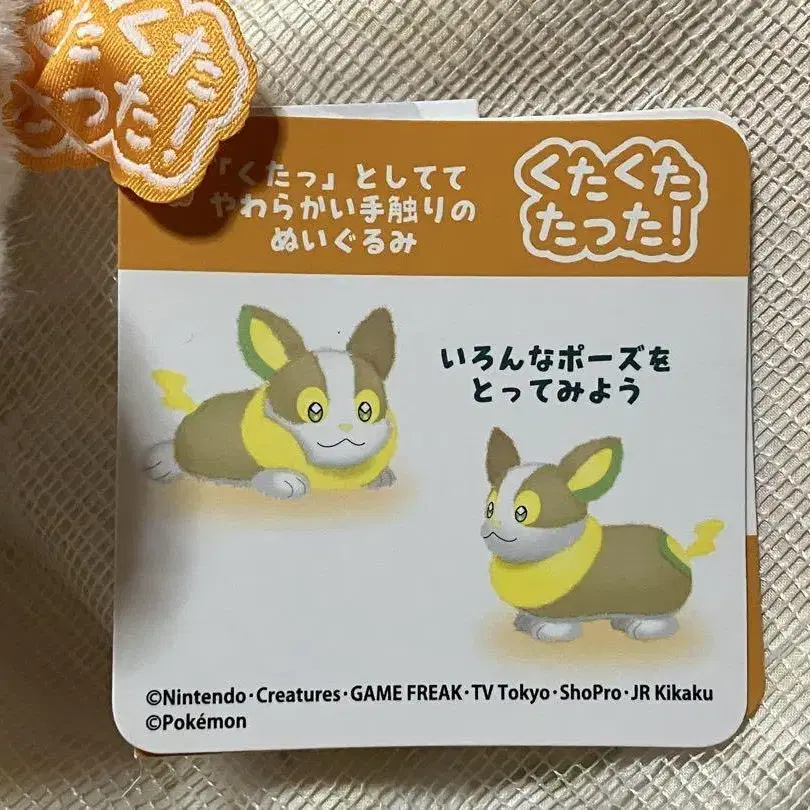 くた
くた
たった!
「くたっ」としてて
やわらかい手触りの
ぬいぐるみ
くたくた
たった!
いろんなポーズを
とってみよう
©Nintendo・Creatures・GAME FREAK・TV Tokyo・ShoPro・JR Kikaku
©Pokémon